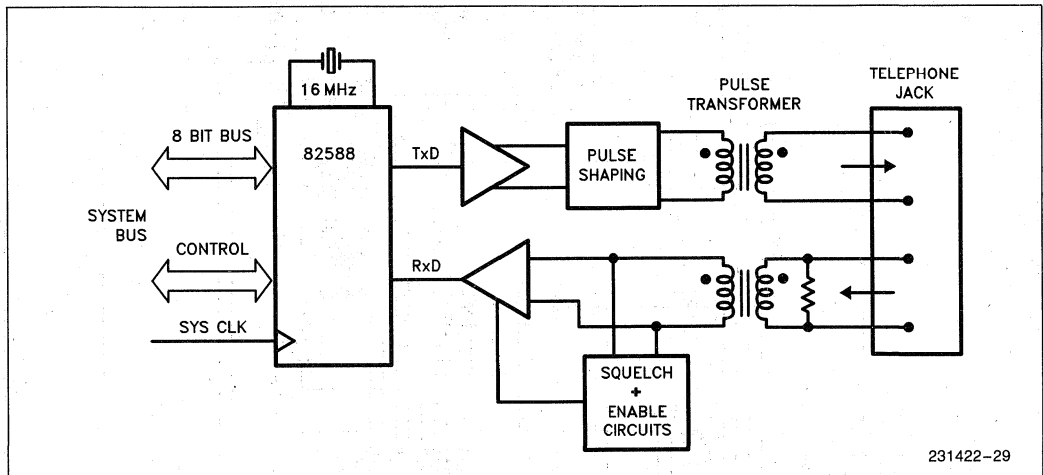 16 MHz
TELEPHONE
JACK
PULSE
TRANSFORMER
8 BIT BUS
82588
TxD
PULSE
SHAPING
SYSTEM
BUS
CONTROL
RxD
SYS CLK
SQUELCH
+
ENABLE
CIRCUITS
231422-29